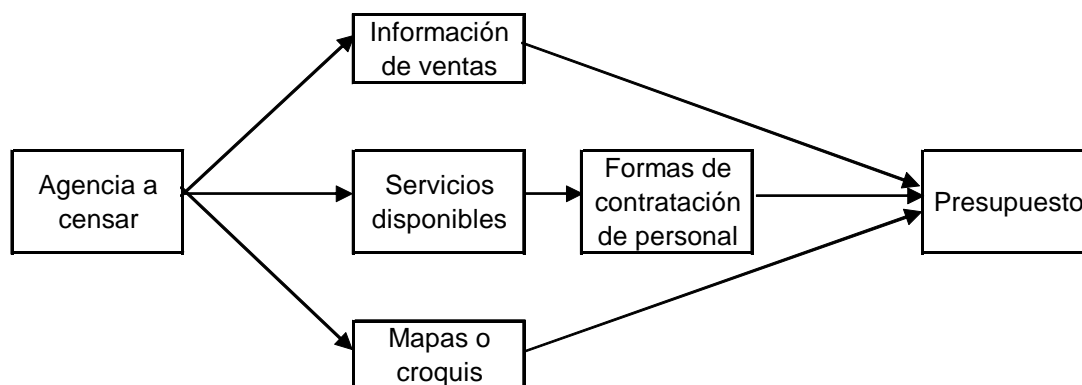 Información
de ventas
Agencia a
censar
Servicios
disponibles
Formas de
contratación
de personal
Presupuesto
Mapas o
croquis